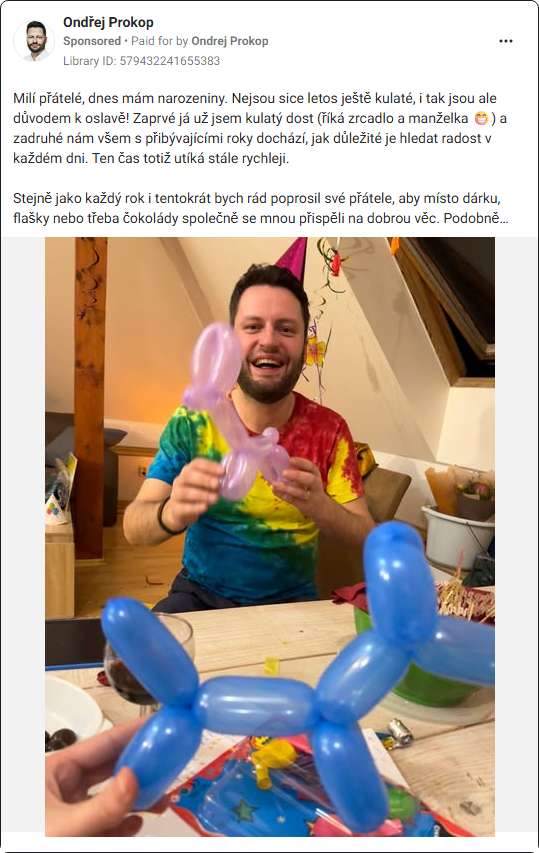 Ondřej Prokop
Sponsored • Paid for by Ondrej Prokop
Library ID: 579432241655383
Milí přátelé, dnes mám narozeniny. Nejsou sice letos ještě kulaté, i tak jsou ale
důvodem k oslavě! Zaprvé já už jsem kulatý dost (říká zrcadlo a manželka 😁 ) a
zadruhé nám všem s přibývajícími roky dochází, jak důležité je hledat radost v
každém dni. Ten čas totiž utíká stále rychleji.
Stejně jako každý rok i tentokrát bych rád poprosil své přátele, aby místo dárku,
flašky nebo třeba čokolády společně se mnou přispěli na dobrou věc. Podobně...